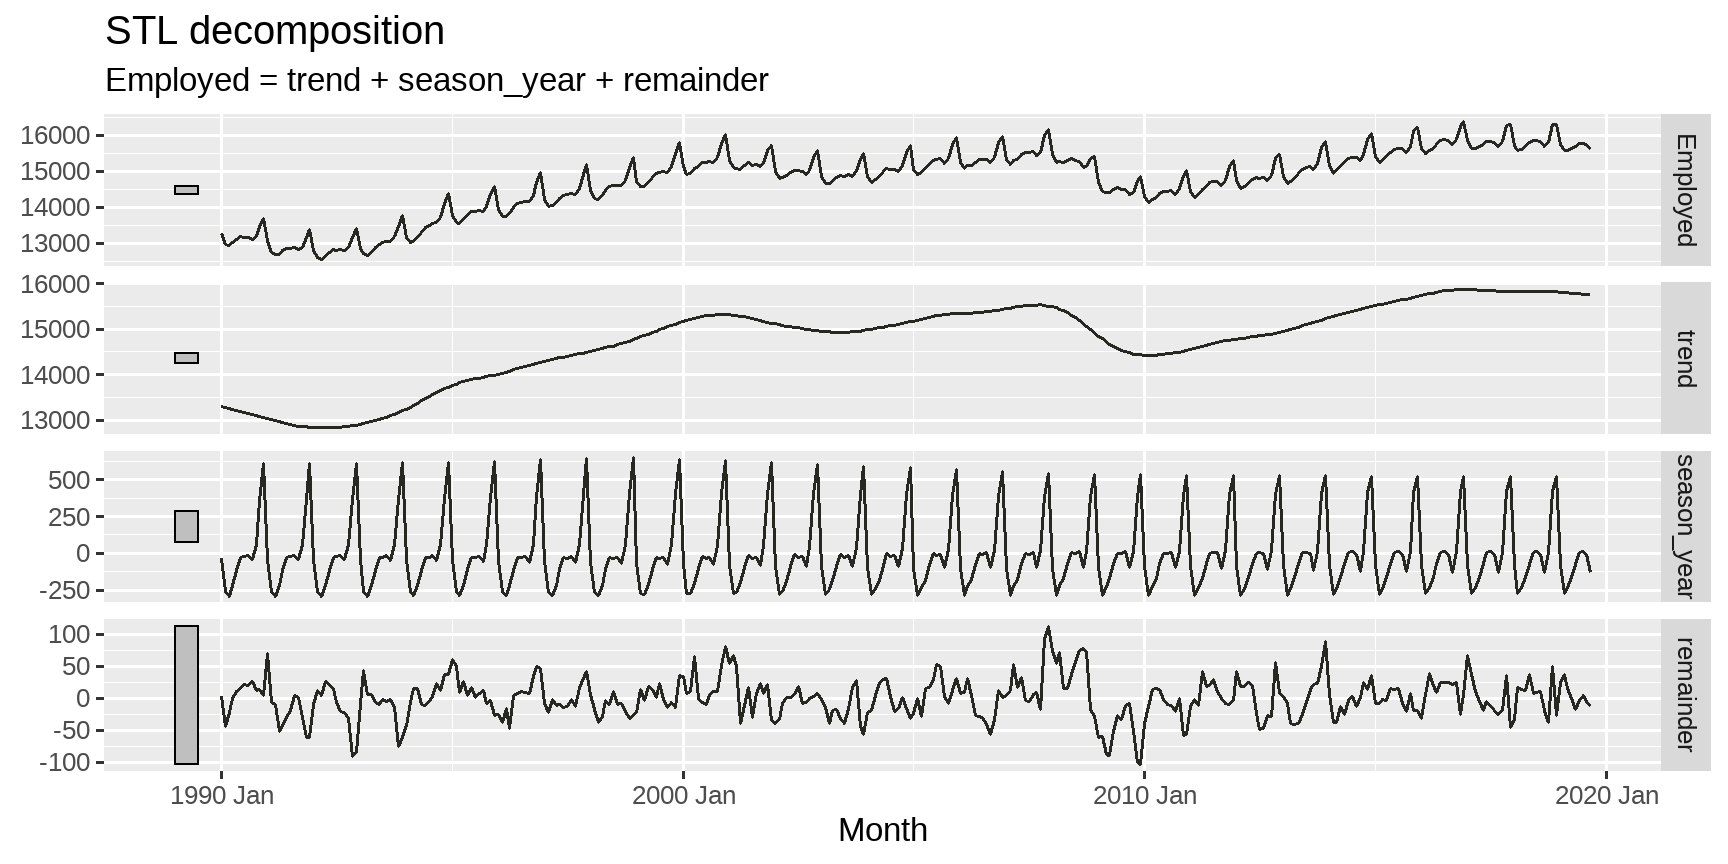 STL decomposition
Employed = trend + season_year + remainder
16000
15000
14000
13000
Employed
16000
15000
14000
13000
trend
500
250
0
-250
season_year
100
50
0
-50
-100
remainder
1990 Jan 2000 Jan 2010 Jan 2020 Jan
Month